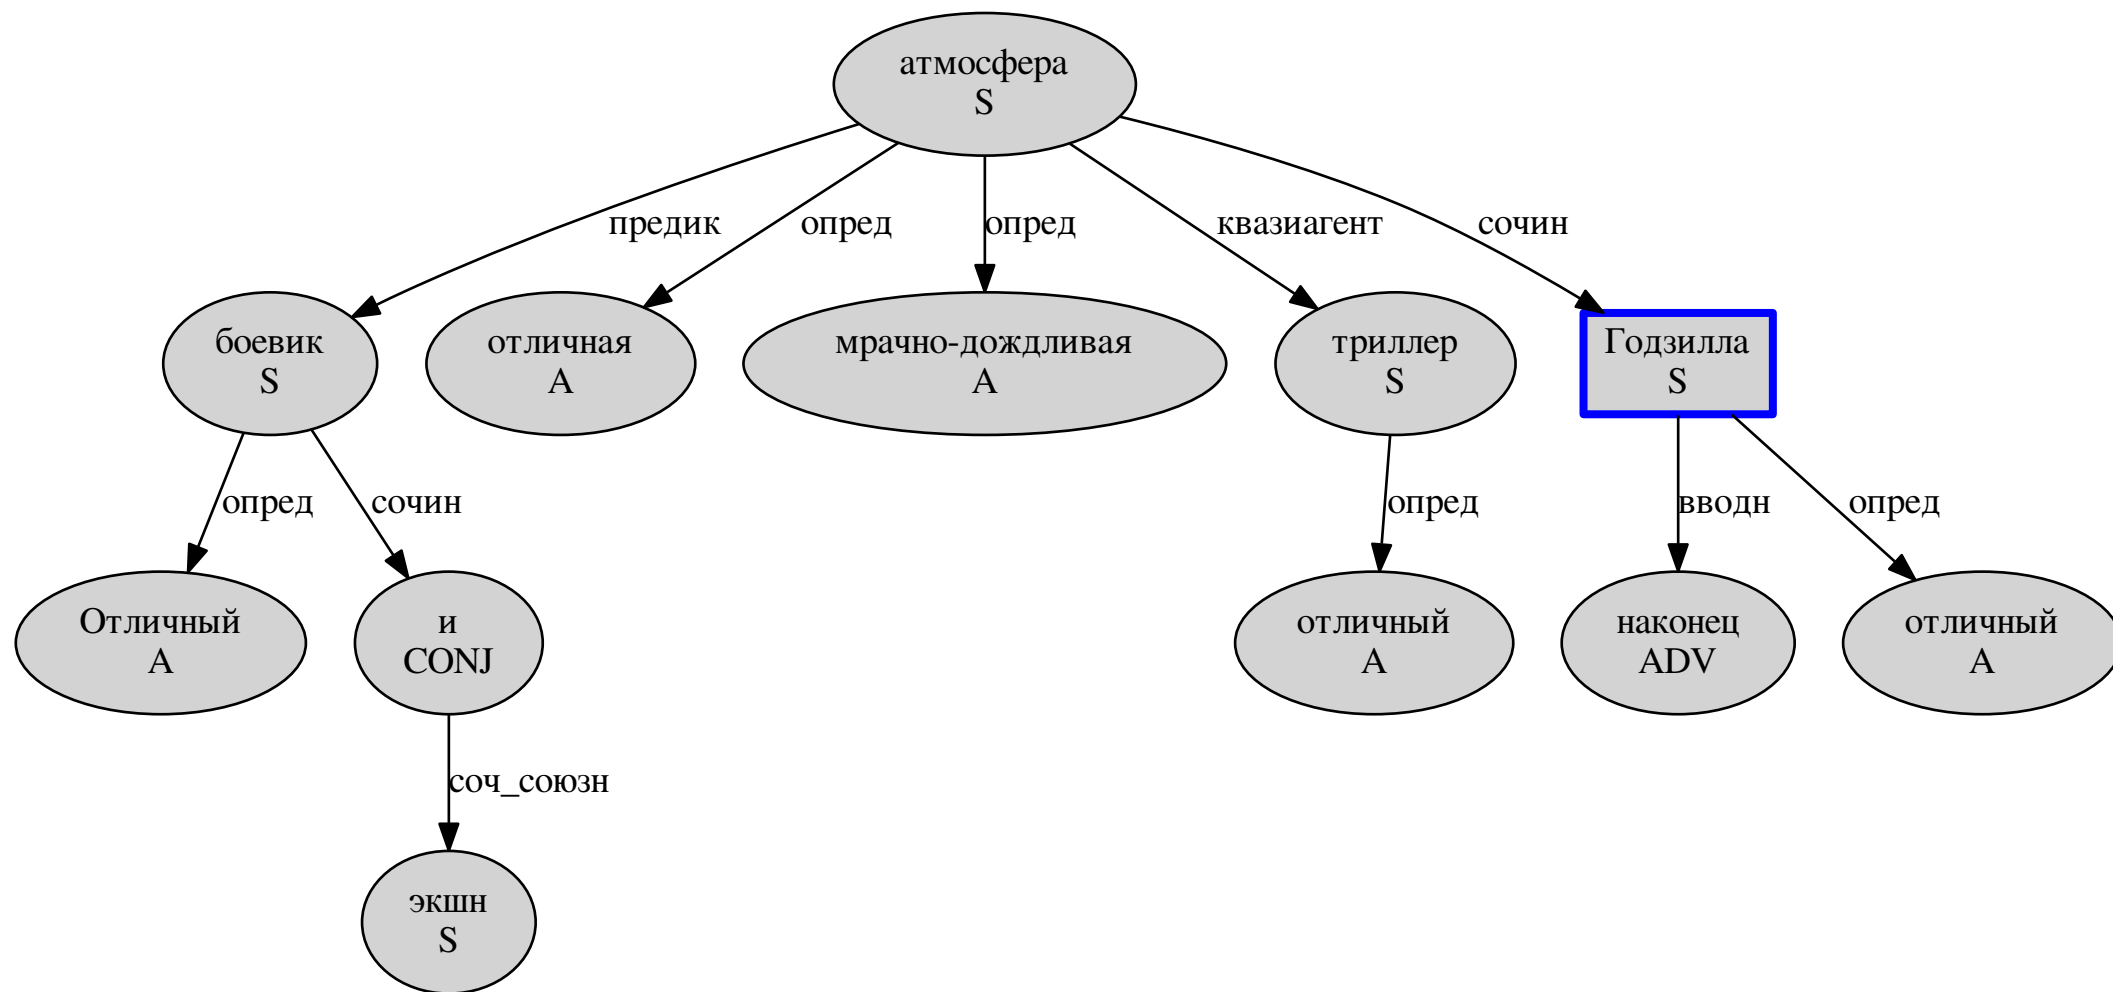 атмосфера
S
предик
опред
опред
квазиагент
сочин
боевик
S
отличная
A
мрачно-дождливая
A
триллер
S
Годзилла
S
опред
сочин
опред
вводн
опред
Отличный
A
и
CONJ
отличный
A
наконец
ADV
отличный
A
соч_союзн
экшн
S